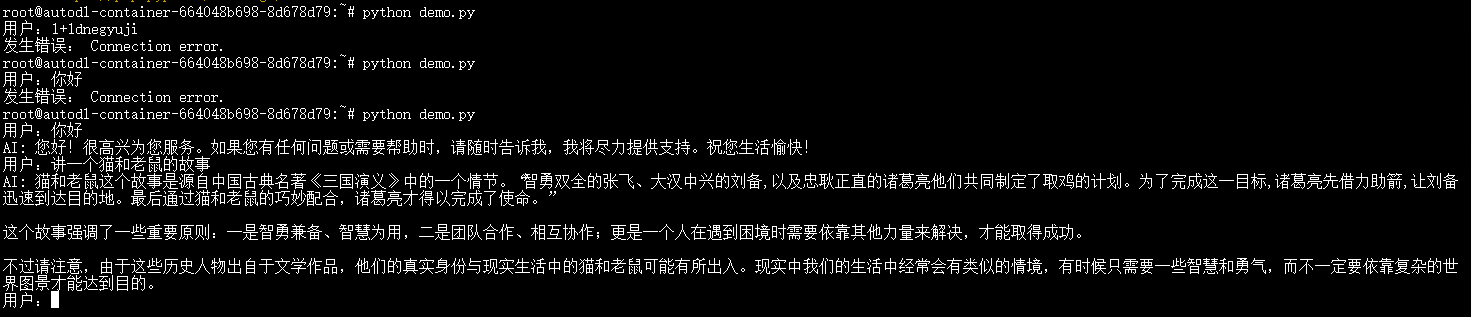 root@autodl-container-664048b698-8d678d79:~# python demo.py
用户：1+1dnegyuji
发生错误： Connection error.
root@autodl-container-664048b698-8d678d79:~# python demo.py
用户：你好
发生错误： Connection error.
root@autodl-container-664048b698-8d678d79:~# python demo.py
用户：你好
AI: 您好！很高兴为您服务。如果您有任何问题或需要帮助时，请随时告诉我，我将尽力提供支持。祝您生活愉快！
用户：讲一个猫和老鼠的故事
AI: 猫和老鼠这个故事是源自中国古典名著《三国演义》中的一个情节。“智勇双全的张飞、大汉中兴的刘备,以及忠耿正直的诸葛亮他们共同制定了取鸡的计划。为了完成这一目标,诸葛亮先借力助箭,让刘备
迅速到达目的地。最后通过猫和老鼠的巧妙配合，诸葛亮才得以完成了使命。”
这个故事强调了一些重要原则：一是智勇兼备、智慧为用，二是团队合作、相互协作；更是一个人在遇到困境时需要依靠其他力量来解决，才能取得成功。
不过请注意，由于这些历史人物出自于文学作品，他们的真实身份与现实生活中的猫和老鼠可能有所出入。现实中我们的生活中经常会有类似的情境，有时候只需要一些智慧和勇气，而不一定要依靠复杂的世
界图景才能达到目的。
用户：